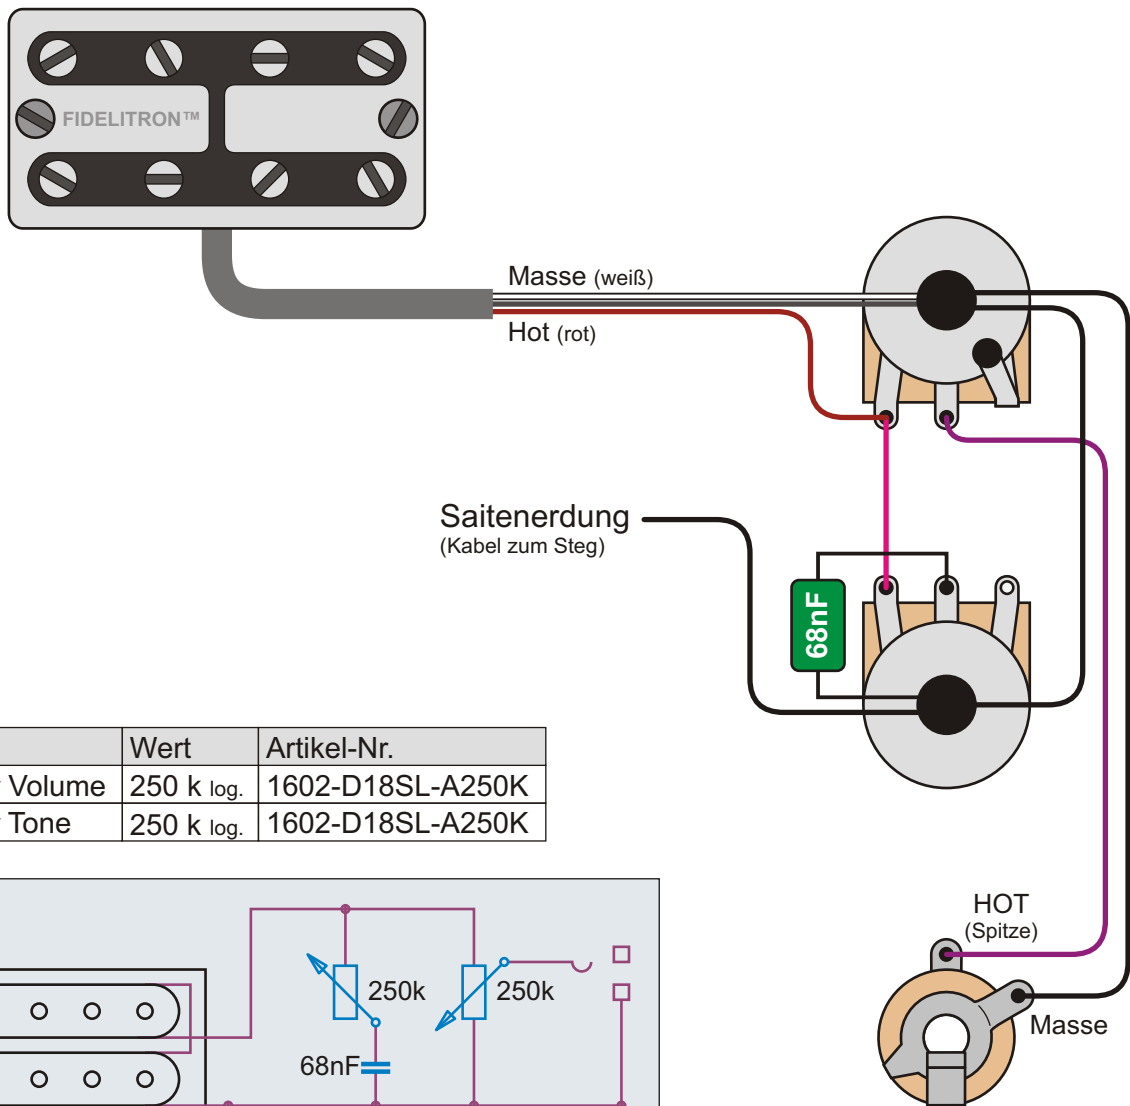 FIDELITRON™
Masse (weiß)
Hot (rot)
Saitenerdung
(Kabel zum Steg)
68nF
Wert Artikel-Nr.
Volume 250 k log. 1602-D18SL-A250K
Tone 250 k log. 1602-D18SL-A250K
HOT
(Spitze)
250k 250k
Masse
68nF